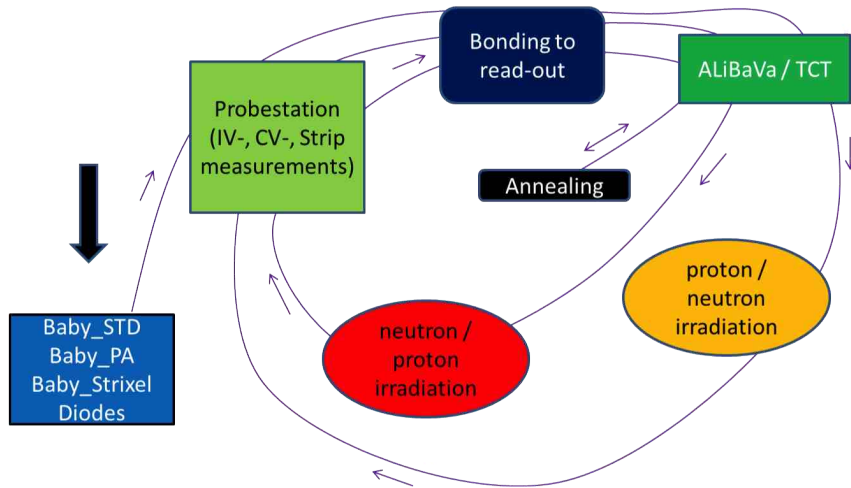 Bonding to
read-out
ALiBaVa / TCT
Probestation
(IV-, CV-, Strip
measurements)
Annealing
proton /
neutron
irradiation
neutron /
proton
irradiation
Baby_STD
Baby_PA
Baby_Strixel
Diodes